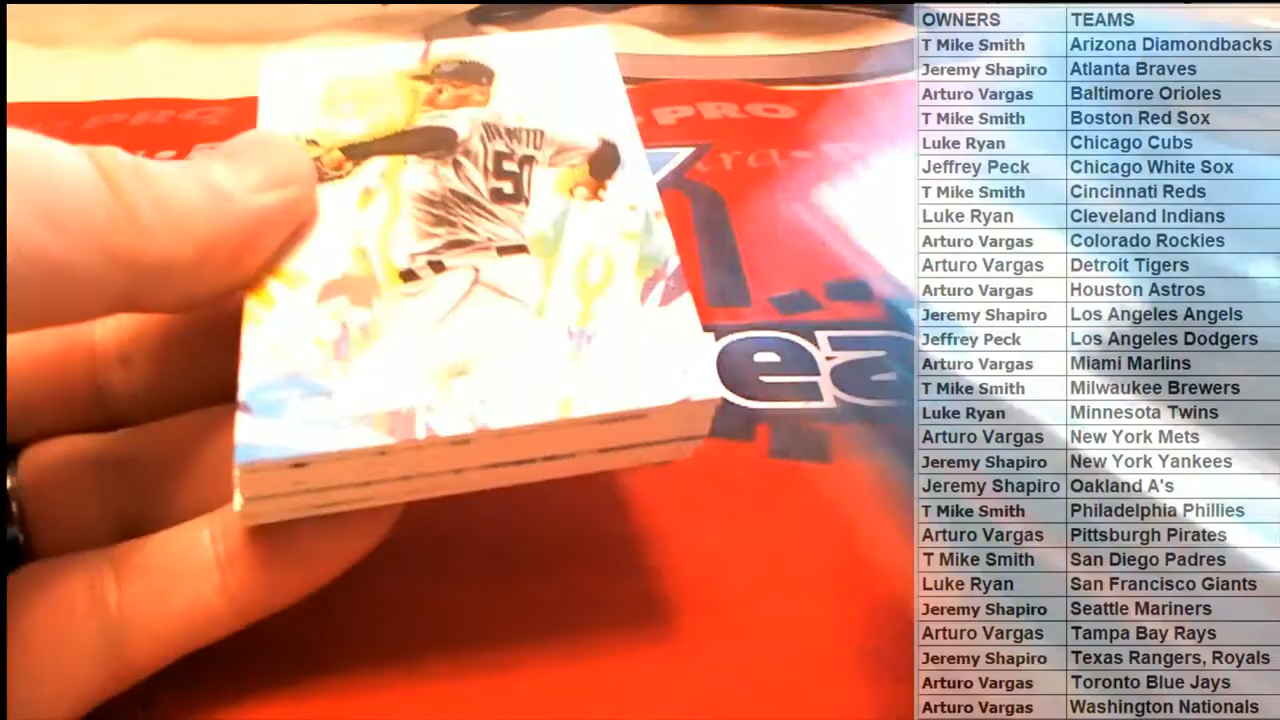 OWNERS TEAMS
T Mike Smith Arizona Diamondbacks
Jeremy Shapiro Atlanta Braves
Arturo Vargas Baltimore Orioles
T Mike Smith Boston Red Sox
Luke Ryan Chicago Cubs
Jeffrey Peck Chicago White Sox
T Mike Smith Cincinnati Reds
Luke Ryan Cleveland Indians
Arturo Vargas Colorado Rockies
Arturo Vargas Detroit Tigers
Arturo Vargas Houston Astros
Jeremy Shapiro Los Angeles Angels
Jeffrey Peck Los Angeles Dodgers
Arturo Vargas Miami Marlins
T Mike Smith Milwaukee Brewers
Luke Ryan Minnesota Twins
Arturo Vargas New York Mets
Jeremy Shapiro New York Yankees
Jeremy Shapiro Oakland A's
T Mike Smith Philadelphia Phillies
Arturo Vargas Pittsburgh Pirates
T Mike Smith San Diego Padres
Luke Ryan San Francisco Giants
Jeremy Shapiro Seattle Mariners
Arturo Vargas Tampa Bay Rays
Jeremy Shapiro Texas Rangers, Royals
Arturo Vargas Toronto Blue Jays
Arturo Vargas Washington Nationals
PRO
PRO
50
ea